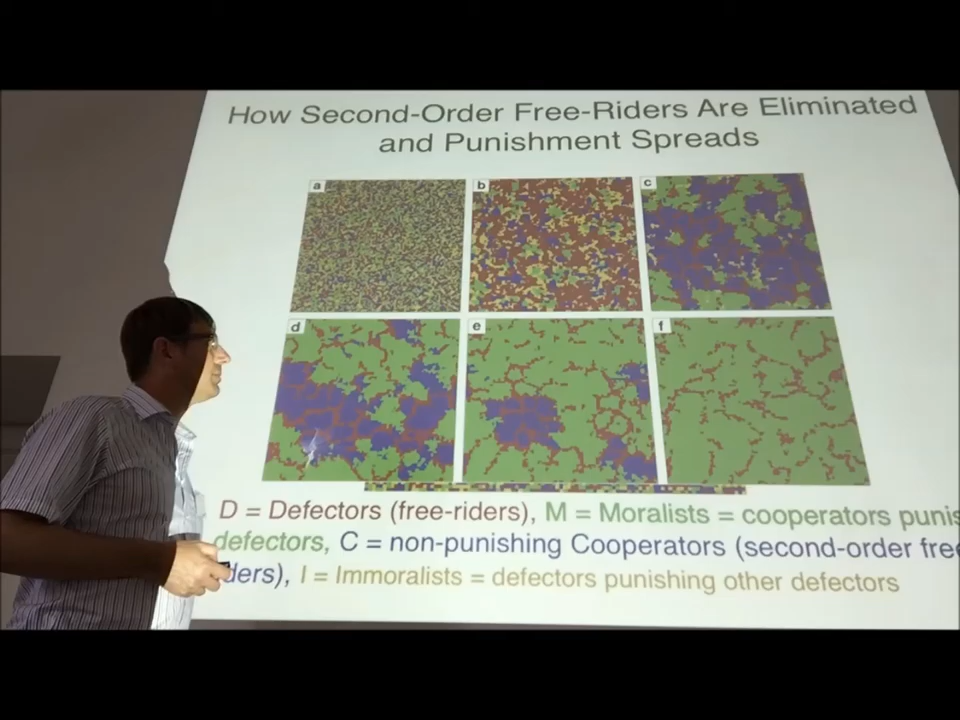 How Second-Order Free-Riders Are Eliminated
and Punishment Spreads
a
b
c
d
e
f
D = Defectors (free-riders), M = Moralists = cooperators punis
defectors, C = non-punishing Cooperators (second-order fre
ders), I = Immoralists = defectors punishing other defectors